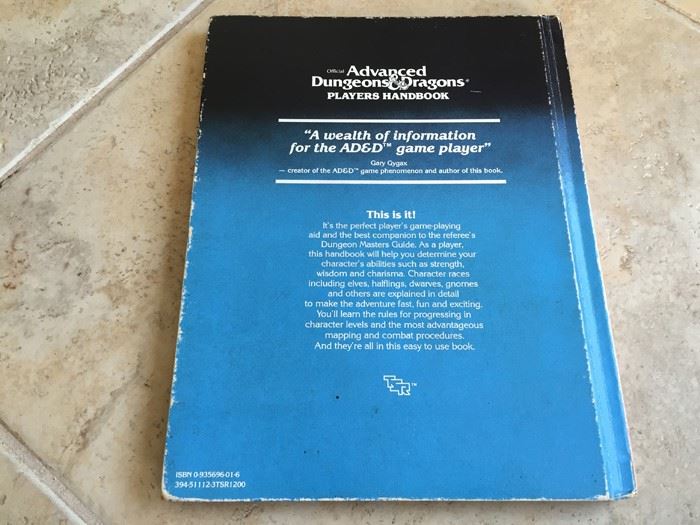 Official Advanced
Dungeons & Dragons®
PLAYERS HANDBOOK
“A wealth of information
for the AD&D™ game player”
Gary Gygax
— creator of the AD&D™ game phenomenon and author of this book.
This is it!
It's the perfect player's game-playing
aid and the best companion to the referee's
Dungeon Masters Guide. As a player,
this handbook will help you determine your
character's abilities such as strength,
wisdom and charisma. Character races
including elves, halflings, dwarves, gnomes
and others are explained in detail
to make the adventure fast, fun and exciting.
You'll learn the rules for progressing in
character levels and the most advantageous
mapping and combat procedures.
And they're all in this easy to use book.
TSR™
ISBN 0-935696-01-6
394-51112-3TSR1200